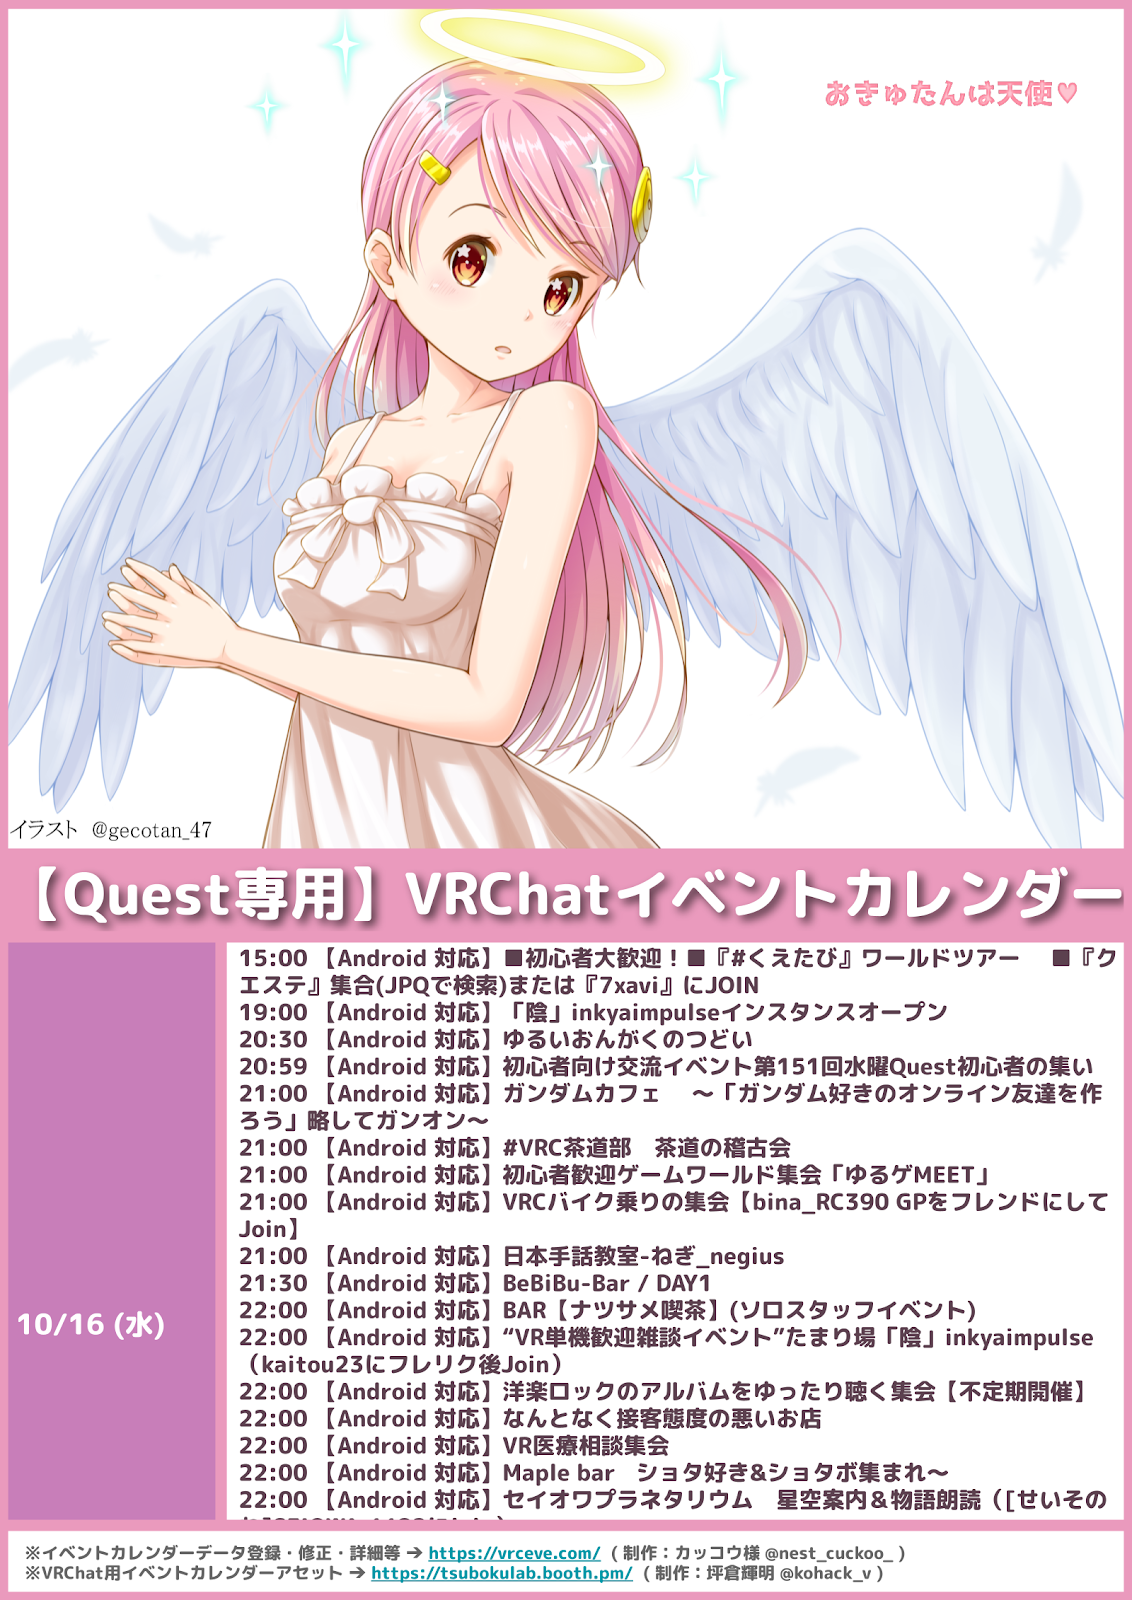 おきゅたんは天使♥
イラスト @gecotan_47
【Quest専用】VRChatイベントカレンダー
10/16 (水)
15:00 【Android 対応】■初心者大歓迎！■『#くえたび』ワールドツアー　■『ク
エステ』集合(JPQで検索)または『7xavi』にJOIN
19:00 【Android 対応】「陰」inkyaimpulseインスタンスオープン
20:30 【Android 対応】ゆるいおんがくのつどい
20:59 【Android 対応】初心者向け交流イベント第151回水曜Quest初心者の集い
21:00 【Android 対応】ガンダムカフェ　～「ガンダム好きのオンライン友達を作
ろう」略してガンオン～
21:00 【Android 対応】#VRC茶道部　茶道の稽古会
21:00 【Android 対応】初心者歓迎ゲームワールド集会「ゆるゲMEET」
21:00 【Android 対応】VRCバイク乗りの集会【bina_RC390 GPをフレンドにして
Join】
21:00 【Android 対応】日本手話教室-ねぎ_negius
21:30 【Android 対応】BeBiBu-Bar / DAY1
22:00 【Android 対応】BAR【ナツサメ喫茶】(ソロスタッフイベント)
22:00 【Android 対応】“VR単機歓迎雑談イベント”たまり場「陰」inkyaimpulse
（kaitou23にフレリク後Join）
22:00 【Android 対応】洋楽ロックのアルバムをゆったり聴く集会【不定期開催】
22:00 【Android 対応】なんとなく接客態度の悪いお店
22:00 【Android 対応】VR医療相談集会
22:00 【Android 対応】Maple bar　ショタ好き&ショタボ集まれ～
22:00 【Android 対応】セイオワプラネタリウム　星空案内＆物語朗読（[せいその
※イベントカレンダーデータ登録・修正・詳細等 → https://vrceve.com/ （ 制作：カッコウ様 @nest_cuckoo_ ）
※VRChat用イベントカレンダーアセット → https://tsubokulab.booth.pm/ （ 制作：坪倉輝明 @kohack_v ）